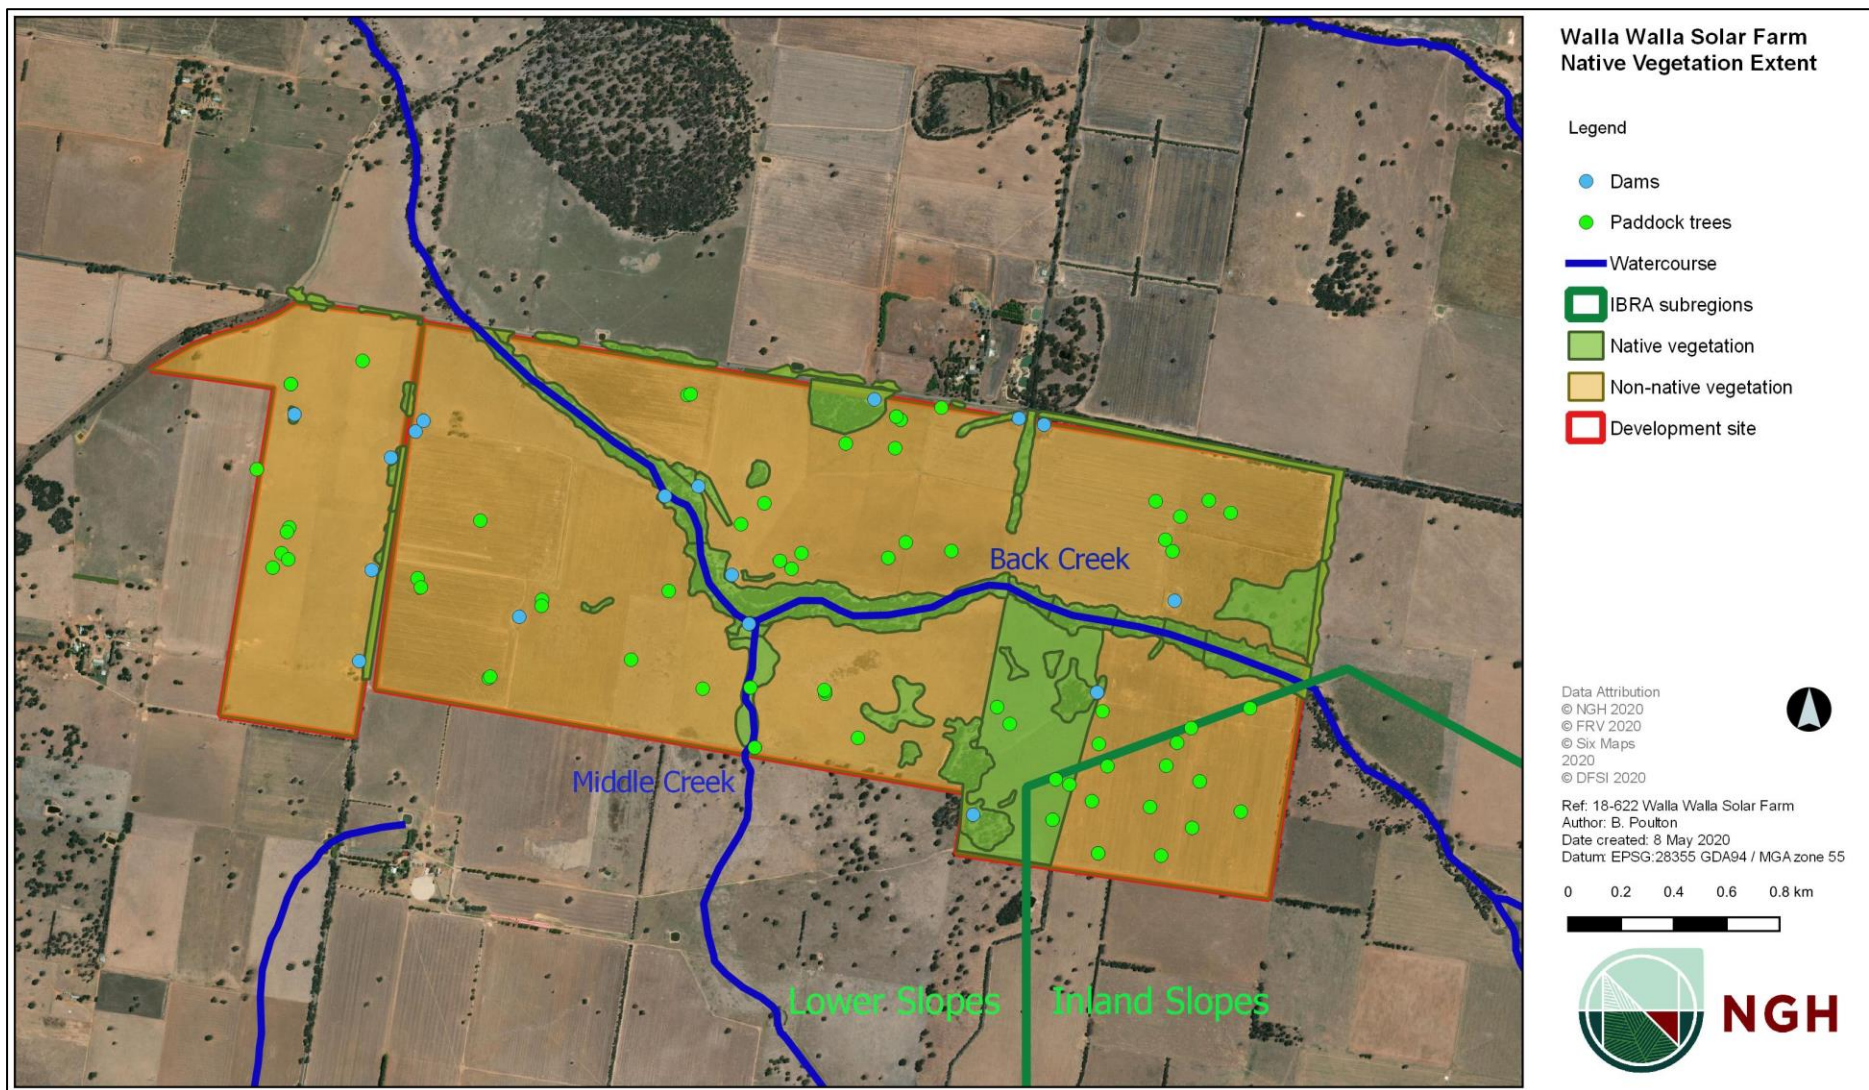 Walla Walla Solar Farm
Native Vegetation Extent
Legend
Dams
Paddock trees
Watercourse
IBRA subregions
Native vegetation
Non-native vegetation
Development site
Back Creek
Middle Creek
Lower Slopes
Inland Slopes
Data Attribution
© NGH 2020
© FRV 2020
© Six Maps
2020
© DFSI 2020
Ref: 18-622 Walla Walla Solar Farm
Author: B. Poulton
Date created: 8 May 2020
Datum: EPSG:28355 GDA94 / MGA zone 55
0 0.2 0.4 0.6 0.8 km
NGH